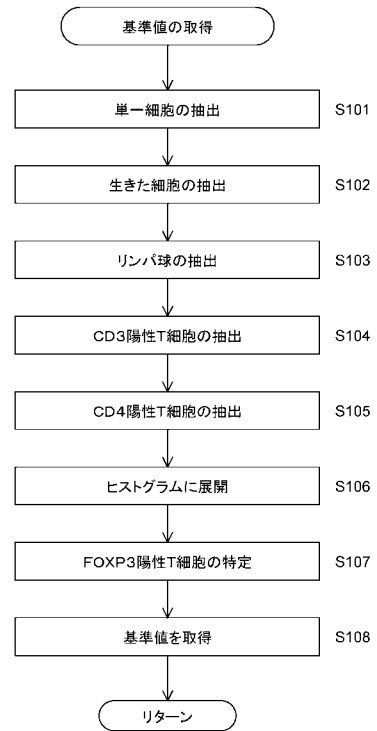 基準値の取得
単一細胞の抽出 S101
生きた細胞の抽出 S102
リンパ球の抽出 S103
CD3陽性T細胞の抽出 S104
CD4陽性T細胞の抽出 S105
ヒストグラムに展開 S106
FOXP3陽性T細胞の特定 S107
基準値を取得 S108
リターン